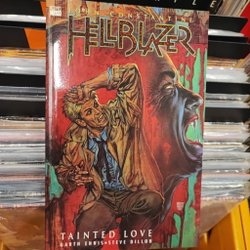 HELLBLAZER
TAINTED LOVE
GARTH ENNIS • STEVE DILLON